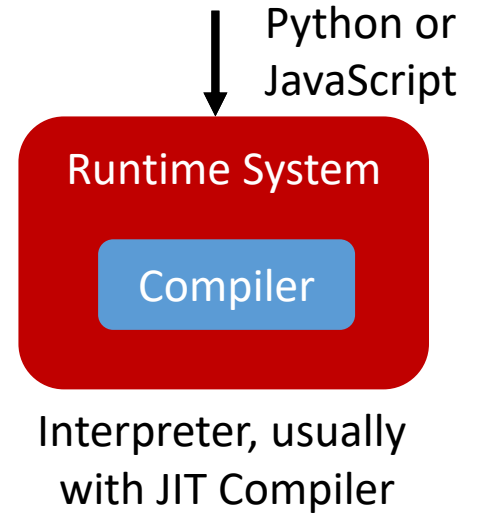 Python or
JavaScript
Runtime System
Compiler
Interpreter, usually
with JIT Compiler